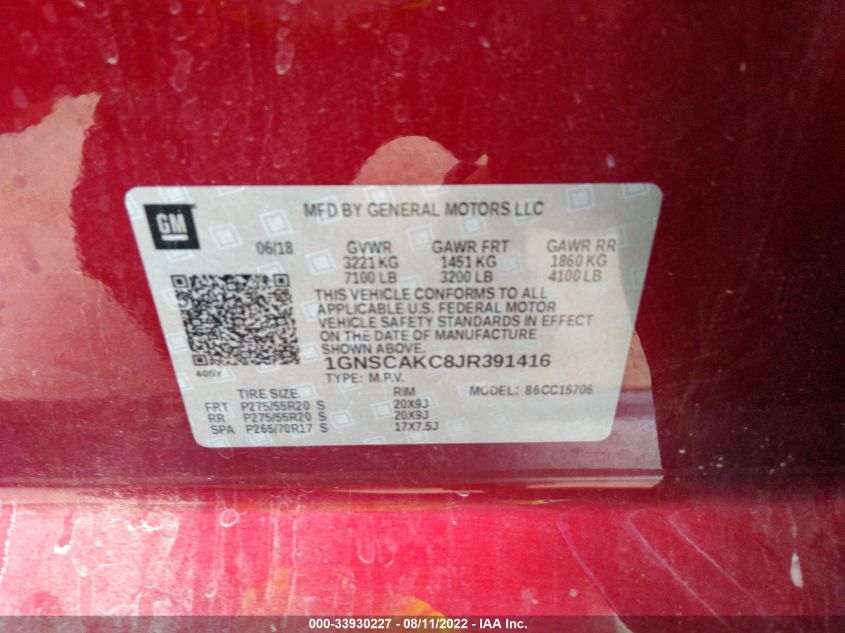 GM
MFD BY GENERAL MOTORS LLC
06/18 GVWR GAWR FRT GAWR RR
3221 KG 1451 KG 1860 KG
7100 LB 3200 LB 4100 LB
THIS VEHICLE CONFORMS TO ALL
APPLICABLE U.S. FEDERAL MOTOR
VEHICLE SAFETY STANDARDS IN EFFECT
ON THE DATE OF MANUFACTURE
SHOWN ABOVE.
405Y
1GNSCAKC8JR391416
TYPE: M.P.V. MODEL: 86CC15706
TIRE SIZE RIM
FRT P275/55R20 S 20X9J
RR P275/55R20 S 20X9J
SPA P265/70R17 S 17X7.5J
000-33930227 - 08/11/2022 - IAA Inc.